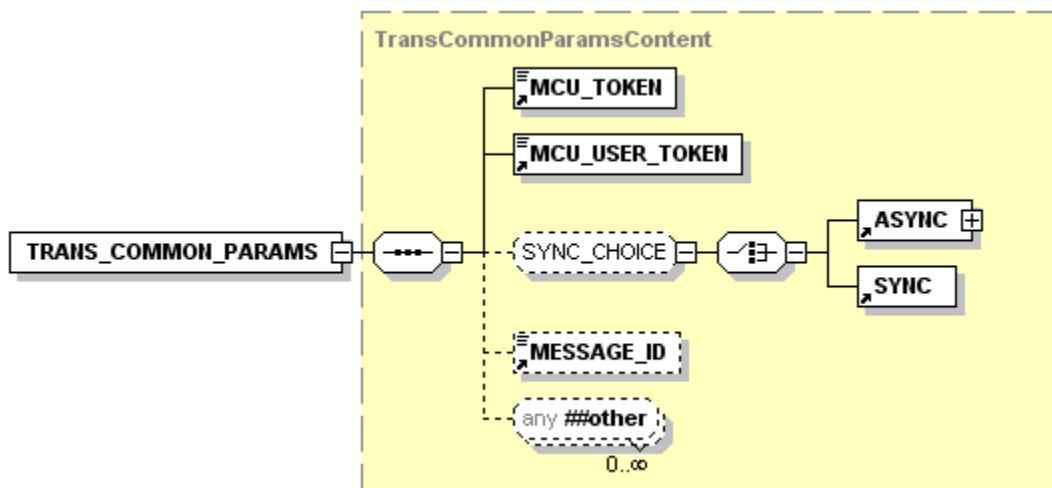 TransCommonParamsContent
MCU_TOKEN
MCU_USER_TOKEN
TRANS_COMMON_PARAMS
SYNC_CHOICE
ASYNC
SYNC
MESSAGE_ID
any ##other
0..∞